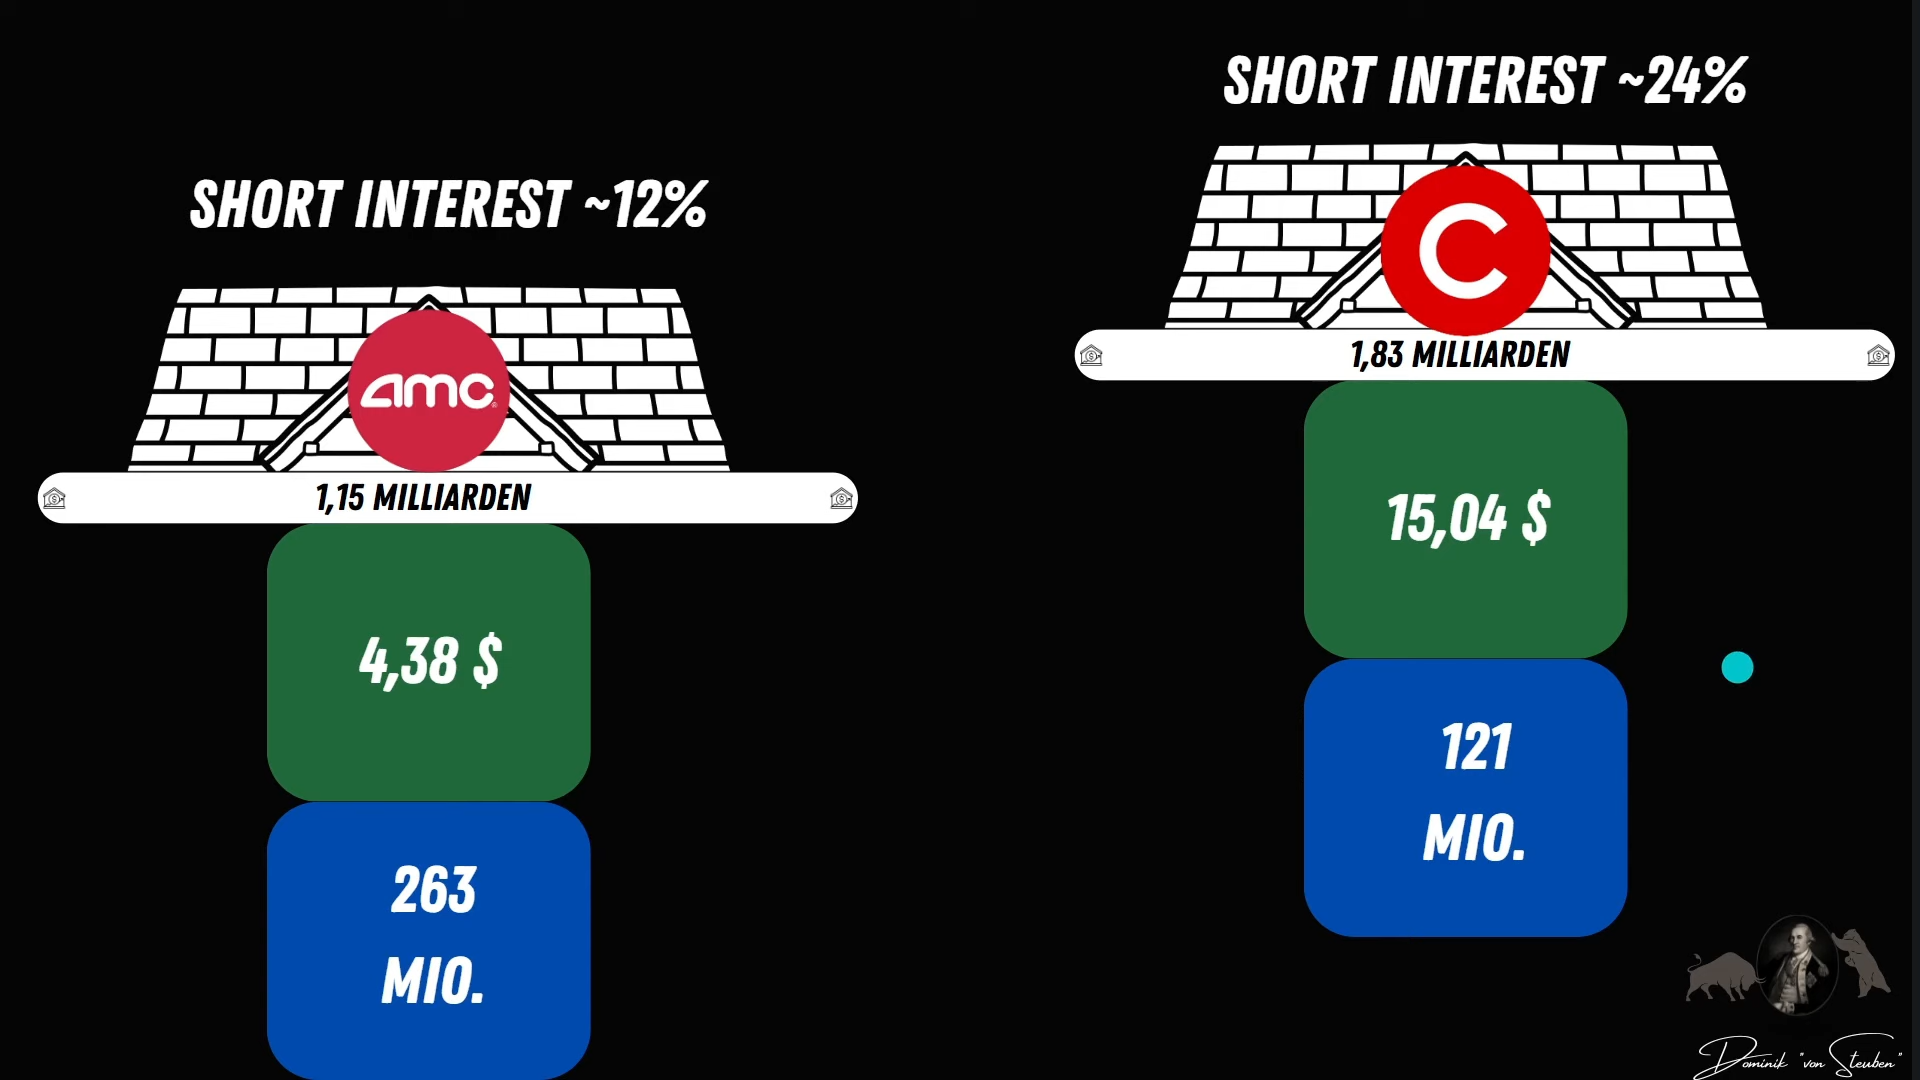 SHORT INTEREST ~12%
amc
1,15 MILLIARDEN
4,38 $
263
MIO.
SHORT INTEREST ~24%
C
1,83 MILLIARDEN
15,04 $
121
MIO.
Dominik "von Steuben"